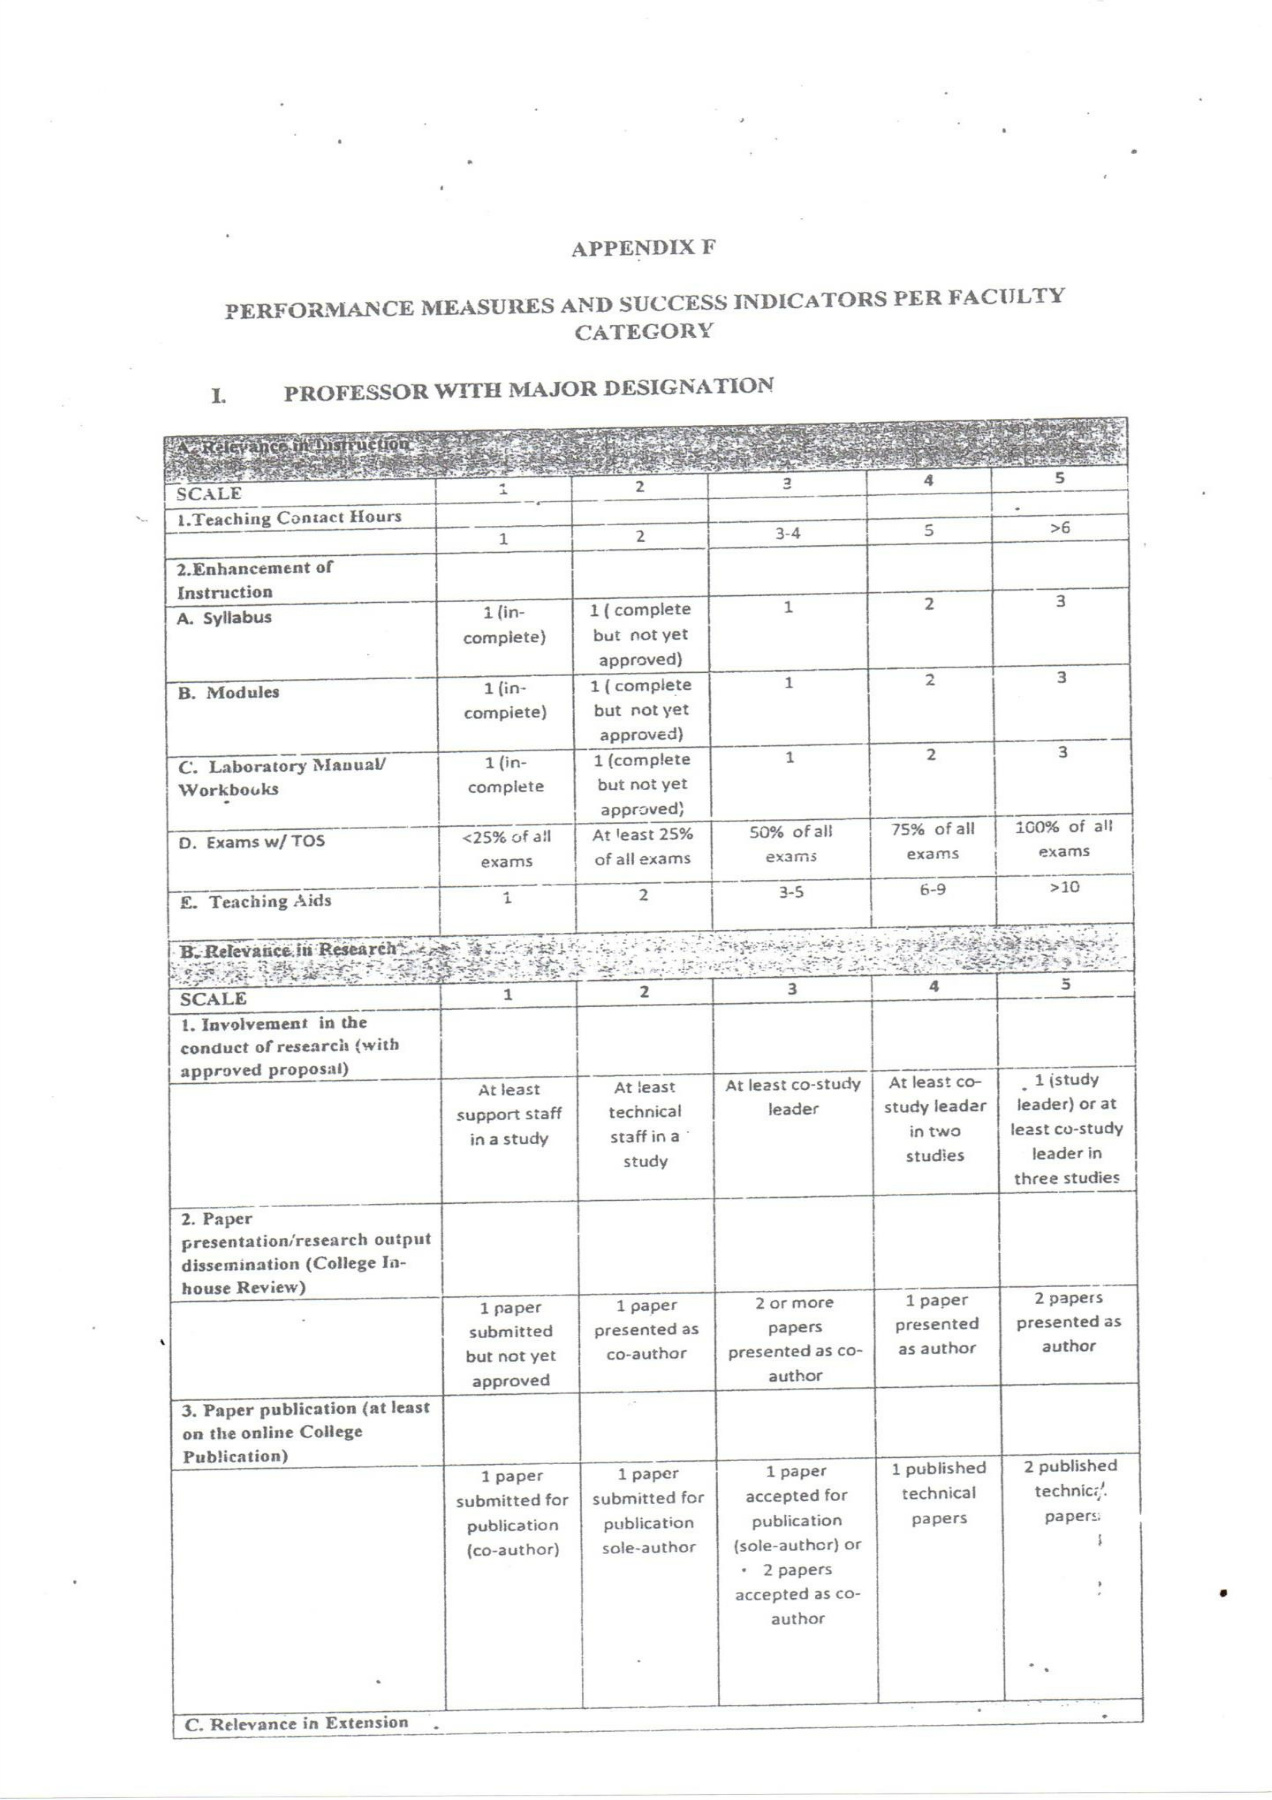 APPENDIX F
PERFORMANCE MEASURES AND SUCCESS INDICATORS PER FACULTY
CATEGORY
I. PROFESSOR WITH MAJOR DESIGNATION
A. Relevance in Instruction
SCALE 1 2 3 4 5
1.Teaching Contact Hours
1 2 3-4 5 >6
2.Enhancement of
Instruction
A. Syllabus 1 (in- 1 ( complete 1 2 3
complete) but not yet
approved)
B. Modules 1 (in- 1 ( complete 1 2 3
complete) but not yet
approved)
C. Laboratory Manual/ 1 (in- 1 (complete 1 2 3
Workbooks complete but not yet
approved)
D. Exams w/ TOS <25% of all At least 25% 50% of all 75% of all 100% of all
exams of all exams exams exams exams
E. Teaching Aids 1 2 3-5 6-9 >10
B. Relevance in Research
SCALE 1 2 3 4 5
1. Involvement in the
conduct of research (with
approved proposal)
At least At least At least co-study At least co- 1 (study
support staff technical leader study leader leader) or at
in a study staff in a in two least co-study
study studies leader in
three studies
2. Paper
presentation/research output
dissemination (College In-
house Review)
1 paper 1 paper 2 or more 1 paper 2 papers
submitted presented as papers presented presented as
but not yet co-author presented as co- as author author
approved author
3. Paper publication (at least
on the online College
Publication)
1 paper 1 paper 1 paper 1 published 2 published
submitted for submitted for accepted for technical technical
publication publication publication papers papers
(co-author) sole-author (sole-author) or
2 papers
accepted as co-
author
C. Relevance in Extension